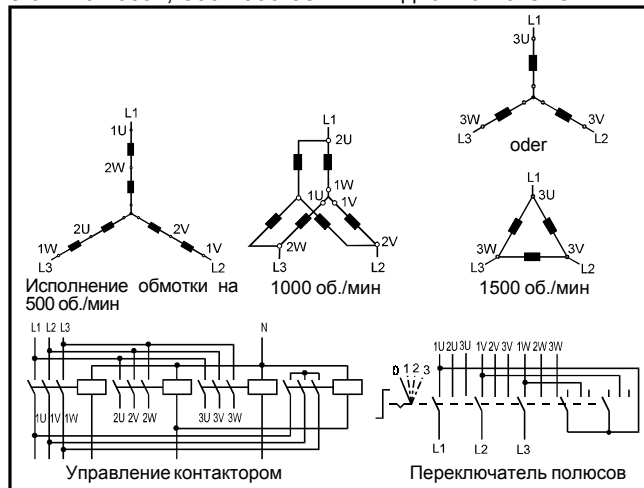 L1
3U
3W
3V
L3
L2
oder
L1
1U
2W
2U
2V
1W
1V
L3
L2
Исполнение обмотки на
500 об./мин
L1
2U
1W
1U
1V
2W
2V
L3
L2
1000 об./мин
L1
3U
3W
3V
L3
L2
1500 об./мин
L1 L2 L3
N
1U 1V 1W
2U 2V 2W
3U 3V 3W
Управление контактором
1U 2U 3U 1V 2V 3V 1W 2W 3W
0 1 2 3
L1
L2
L3
Переключатель полюсов